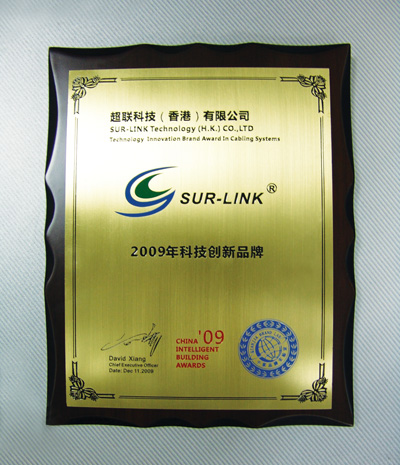 超联科技（香港）有限公司
SUR-LINK Technology (H.K.) CO.,LTD
Technology Innovation Brand Award In Cabling Systems
SUR-LINK®
2009年科技创新品牌
David Xiang
Chief Executive Officer
Date: Dec 11,2009
CHINA '09
INTELLIGENT
BUILDING
AWARDS